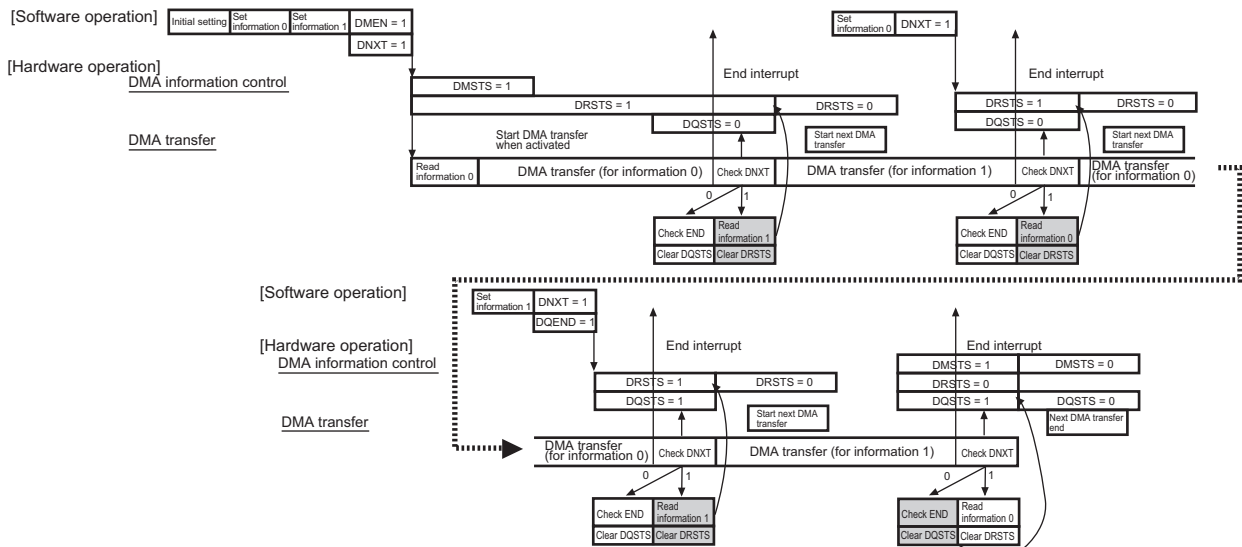 [Software operation]
Initial setting
Set
information 0
Set
information 1
DMEN = 1
DNXT = 1
Set
information 0
DNXT = 1
[Hardware operation]
DMA information control
End interrupt
End interrupt
DMSTS = 1
DRSTS = 1
DRSTS = 0
DRSTS = 1
DRSTS = 0
DQSTS = 0
DQSTS = 0
DMA transfer
Start DMA transfer
when activated
Start next DMA
transfer
Start next DMA
transfer
Read
information 0
DMA transfer (for information 0)
Check DNXT
DMA transfer (for information 1)
Check DNXT
DMA transfer
(for information 0)
0
1
0
1
Check END
Read
information 1
Clear DQSTS
Clear DRSTS
Check END
Read
information 0
Clear DQSTS
Clear DRSTS
[Software operation]
Set
information 1
DNXT = 1
DQEND = 1
[Hardware operation]
DMA information control
End interrupt
End interrupt
DMSTS = 1
DMSTS = 0
DRSTS = 1
DRSTS = 0
DRSTS = 0
DQSTS = 1
DQSTS = 1
DQSTS = 0
DMA transfer
Start next DMA
transfer
Next DMA transfer
end
DMA transfer
(for information 0)
Check DNXT
DMA transfer (for information 1)
Check DNXT
0
1
0
1
Check END
Read
information 1
Clear DQSTS
Clear DRSTS
Check END
Read
information 0
Clear DQSTS
Clear DRSTS